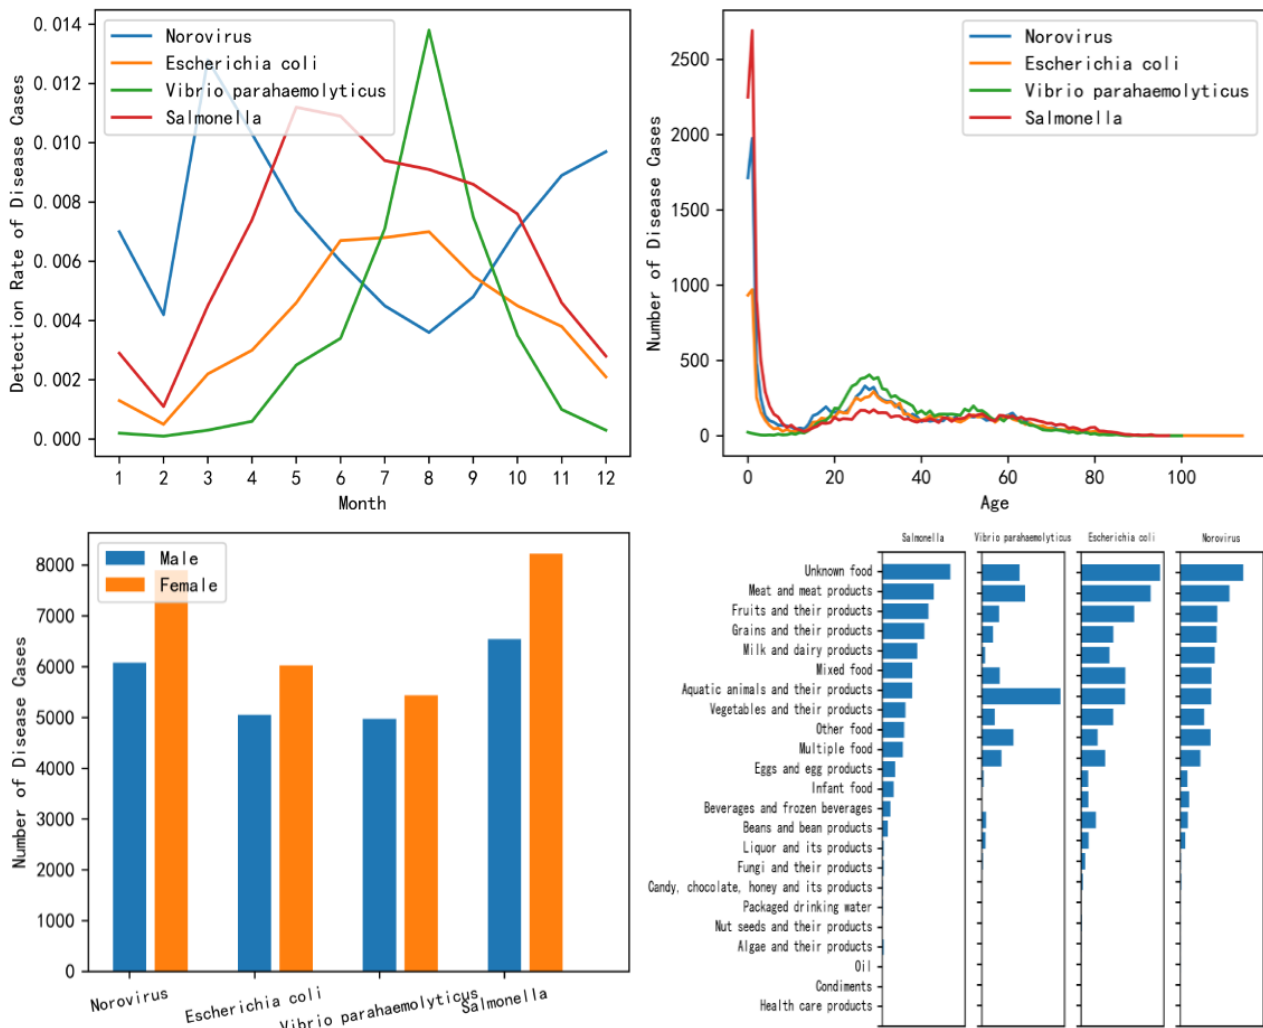 Norovirus
Escherichia coli
Vibrio parahaemolyticus
Salmonella
Detection Rate of Disease Cases
0.014
0.012
0.010
0.008
0.006
0.004
0.002
0.000
1 2 3 4 5 6 7 8 9 10 11 12
Month
Norovirus
Escherichia coli
Vibrio parahaemolyticus
Salmonella
Number of Disease Cases
2500
2000
1500
1000
500
0
0 20 40 60 80 100
Age
Male
Female
Number of Disease Cases
8000
7000
6000
5000
4000
3000
2000
1000
0
Norovirus
Escherichia coli
Vibrio parahaemolyticus
Salmonella
Salmonella Vibrio parahaemolyticus Escherichia coli Norovirus
Unknown food
Meat and meat products
Fruits and their products
Grains and their products
Milk and dairy products
Mixed food
Aquatic animals and their products
Vegetables and their products
Other food
Multiple food
Eggs and egg products
Infant food
Beverages and frozen beverages
Beans and bean products
Liquor and its products
Fungi and their products
Candy, chocolate, honey and its products
Packaged drinking water
Nut seeds and their products
Algae and their products
Oil
Condiments
Health care products